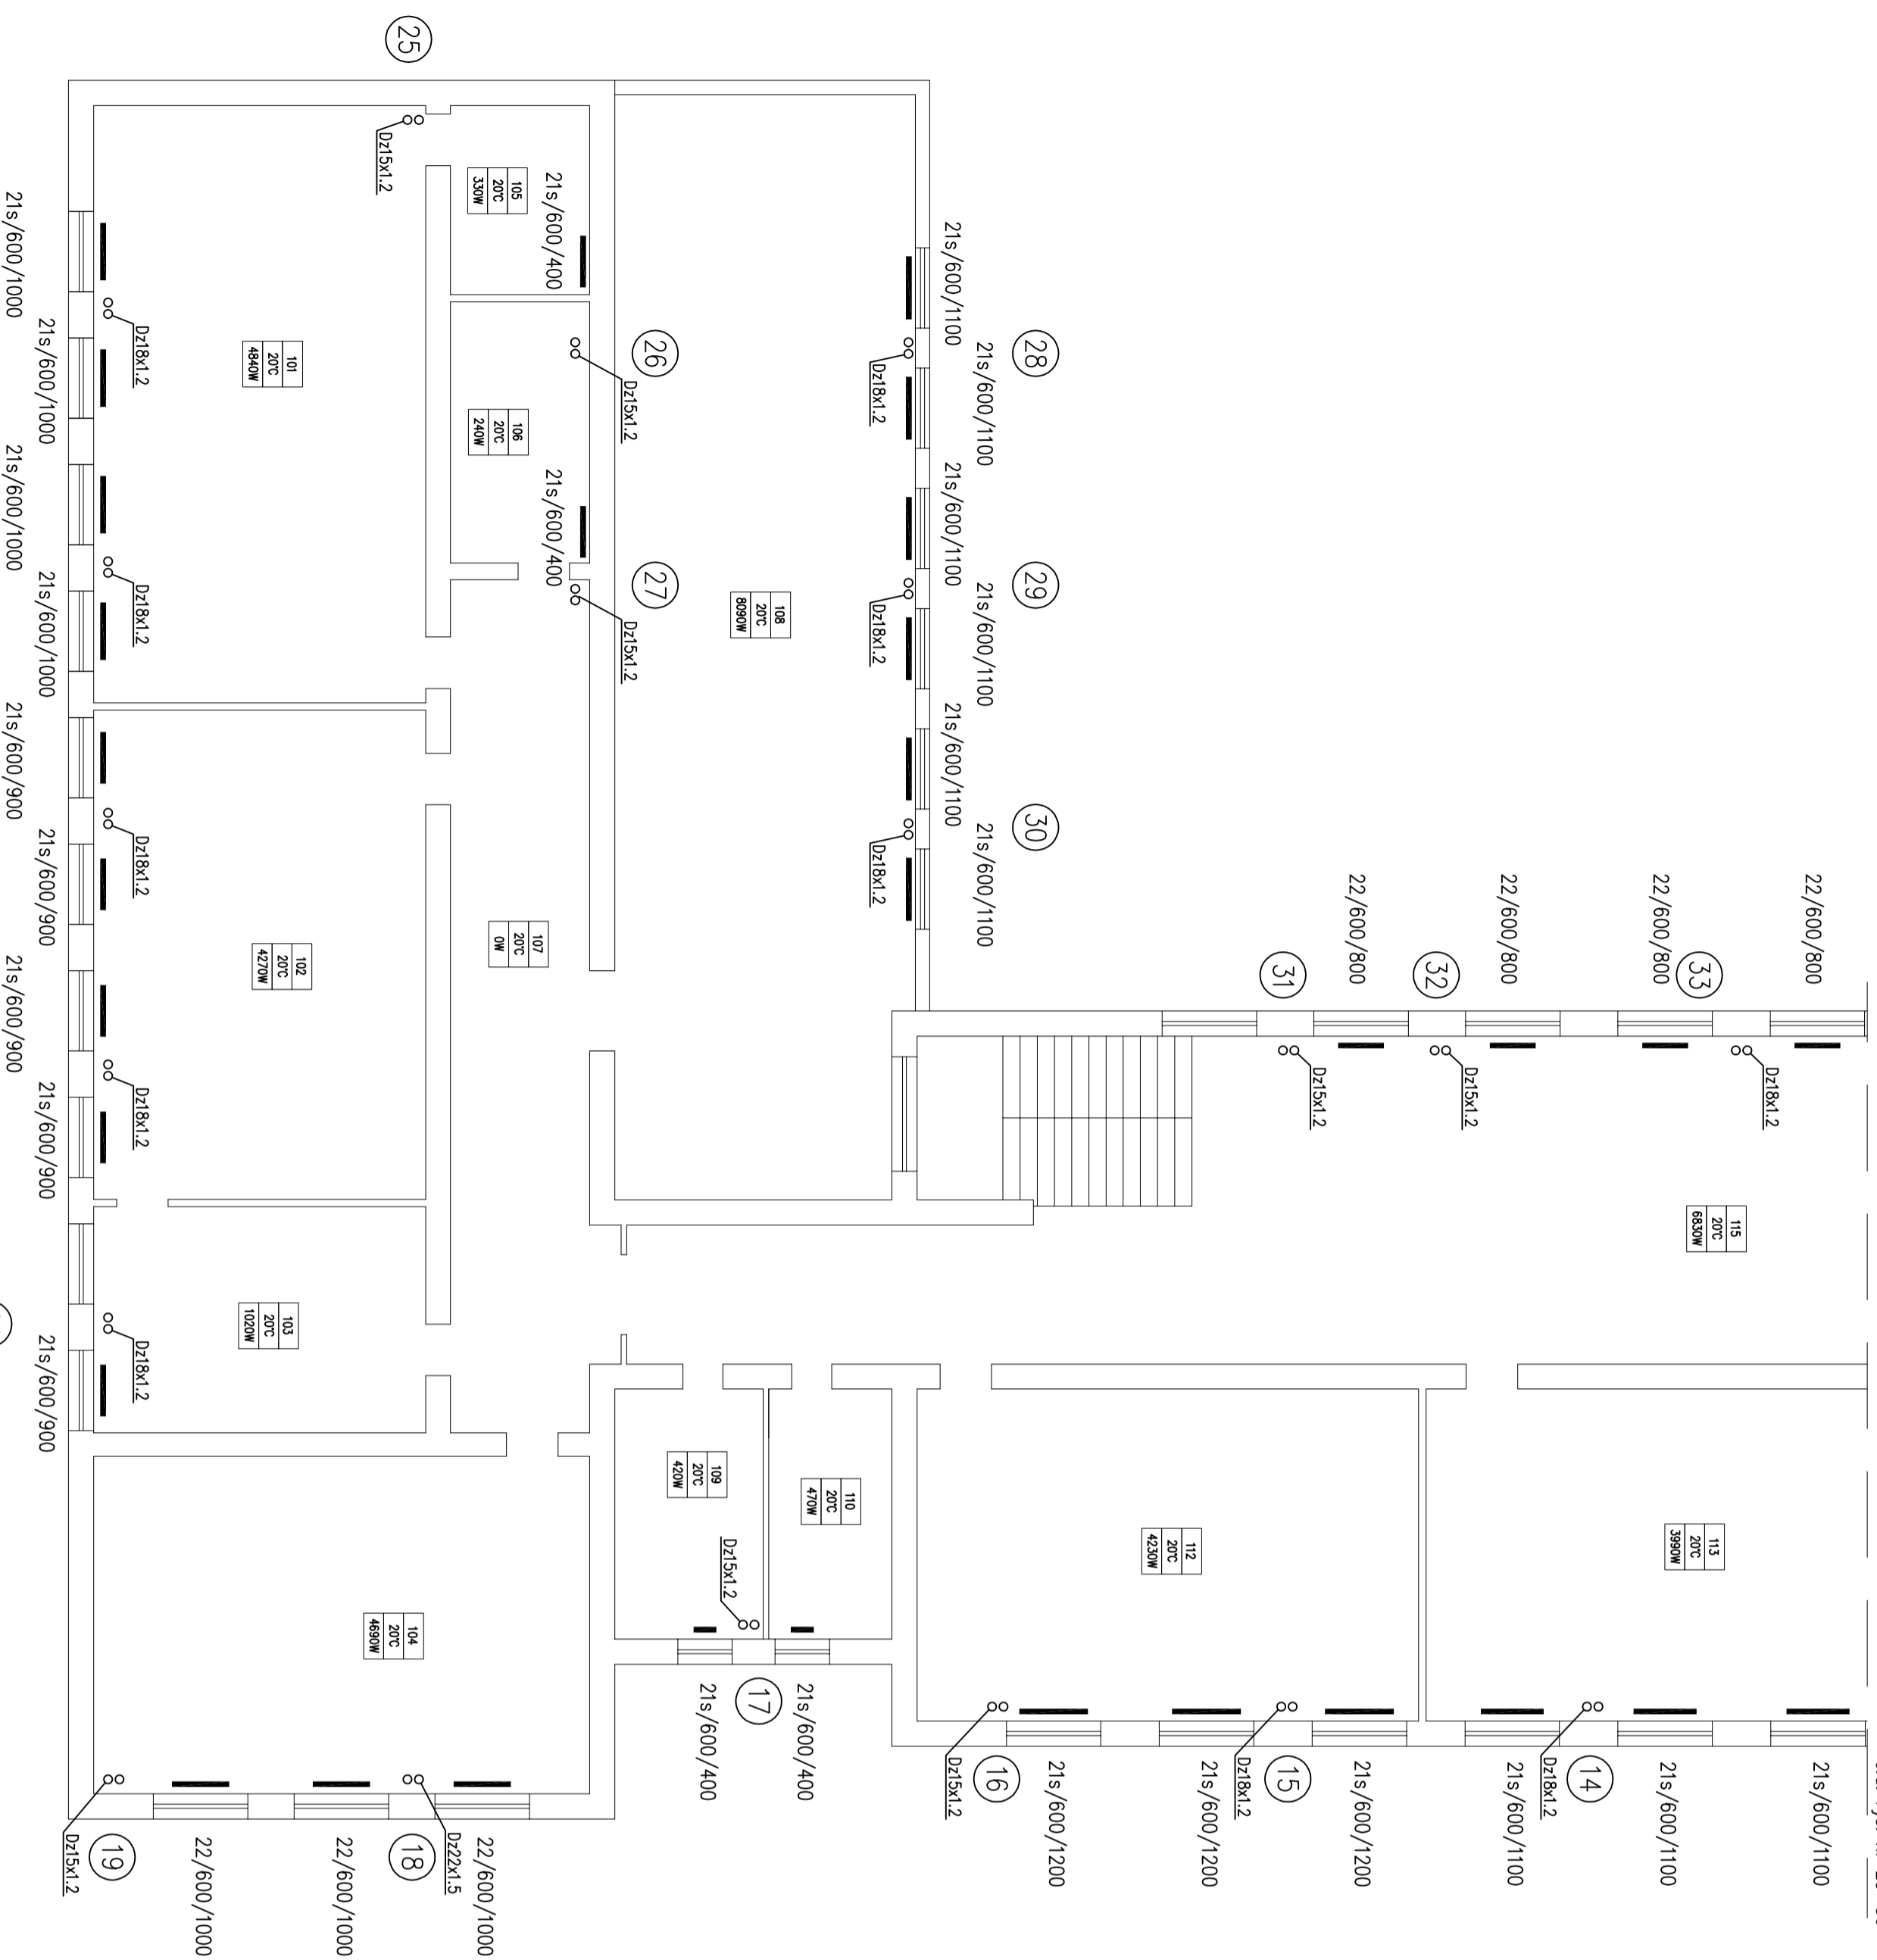 25
Dz15x1.2
105
20°C
330W
21s/600/400
21s/600/1100
28
21s/600/1100
Dz18x1.2
26
Dz15x1.2
106
20°C
240W
21s/600/400
27
Dz15x1.2
21s/600/1100
29
21s/600/1100
Dz18x1.2
108
20°C
8090W
21s/600/1100
30
21s/600/1100
Dz18x1.2
21s/600/1000
Dz18x1.2
21s/600/1000
101
20°C
4840W
21s/600/1000
Dz18x1.2
21s/600/1000
21s/600/900
Dz18x1.2
21s/600/900
102
20°C
4270W
107
20°C
0W
21s/600/900
Dz18x1.2
21s/600/900
22/600/800
22/600/800
22/600/800
22/600/800
31
32
33
Dz15x1.2
Dz15x1.2
Dz18x1.2
115
20°C
6830W
103
20°C
1020W
Dz18x1.2
21s/600/900
109
20°C
420W
110
20°C
470W
Dz15x1.2
112
20°C
4230W
113
20°C
3990W
104
20°C
4690W
21s/600/400
17
21s/600/400
Dz15x1.2
16
21s/600/1200
21s/600/1200
Dz18x1.2
15
21s/600/1200
21s/600/1100
Dz18x1.2
14
21s/600/1100
21s/600/1100
Dz15x1.2
19
22/600/1000
22/600/1000
18
Dz22x1.5
22/600/1000